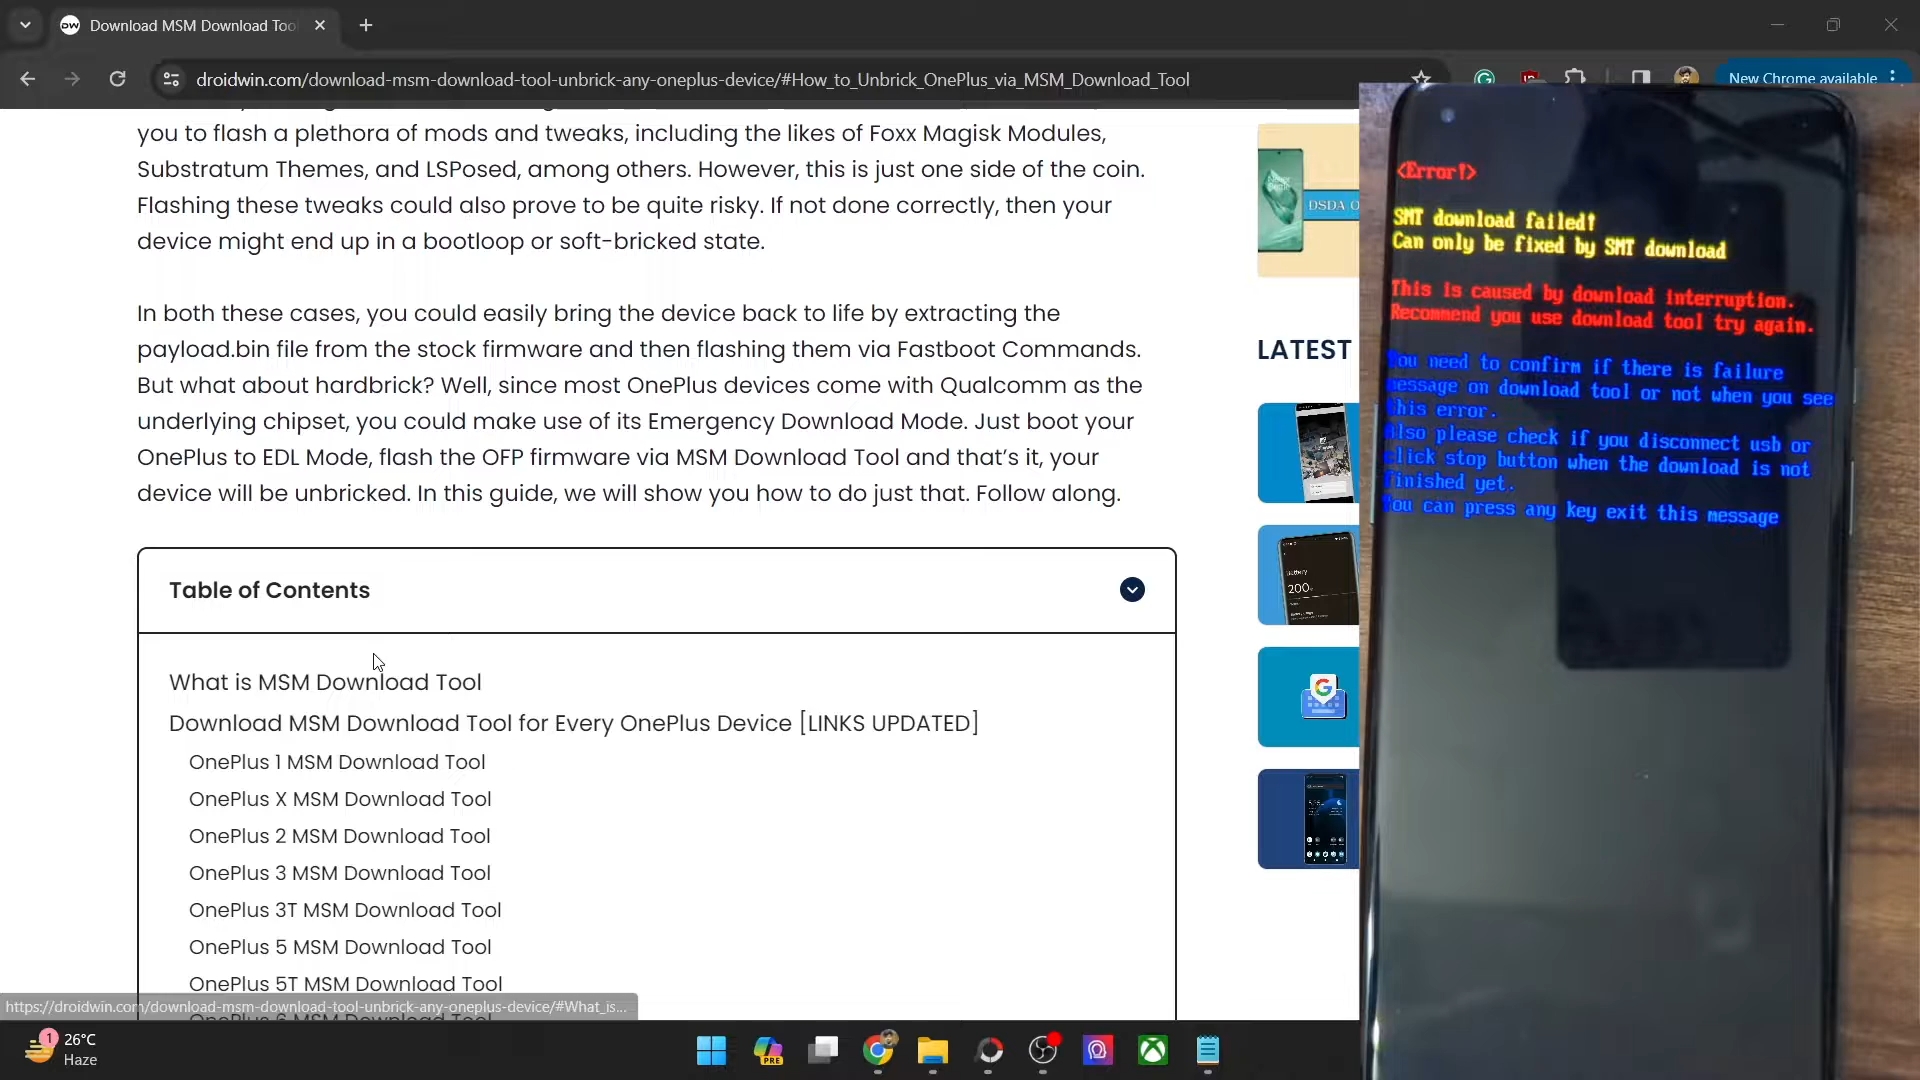 Download MSM Download Too
droidwin.com/download-msm-download-tool-unbrick-any-oneplus-device/#How_to_Unbrick_OnePlus_via_MSM_Download_Tool
New Chrome available
you to flash a plethora of mods and tweaks, including the likes of Foxx Magisk Modules,
Substratum Themes, and LSPosed, among others. However, this is just one side of the coin.
Flashing these tweaks could also prove to be quite risky. If not done correctly, then your
device might end up in a bootloop or soft-bricked state.
In both these cases, you could easily bring the device back to life by extracting the
payload.bin file from the stock firmware and then flashing them via Fastboot Commands.
But what about hardbrick? Well, since most OnePlus devices come with Qualcomm as the
underlying chipset, you could make use of its Emergency Download Mode. Just boot your
OnePlus to EDL Mode, flash the OFP firmware via MSM Download Tool and that's it, your
device will be unbricked. In this guide, we will show you how to do just that. Follow along.
Table of Contents
What is MSM Download Tool
Download MSM Download Tool for Every OnePlus Device [LINKS UPDATED]
OnePlus 1 MSM Download Tool
OnePlus X MSM Download Tool
OnePlus 2 MSM Download Tool
OnePlus 3 MSM Download Tool
OnePlus 3T MSM Download Tool
OnePlus 5 MSM Download Tool
OnePlus 5T MSM Download Tool
OnePlus 6 MSM Download Tool
https://droidwin.com/download-msm-download-tool-unbrick-any-oneplus-device/#What_is...
DSDA O
LATEST
Battery
200
<Error!>
SMT download failed!
Can only be fixed by SMT download
This is caused by download interruption.
Recommend you use download tool try again.
You need to confirm if there is failure
message on download tool or not when you see
this error.
Also please check if you disconnect usb or
click stop button when the download is not
finished yet.
You can press any key exit this message
1
26°C
Haze
PRE